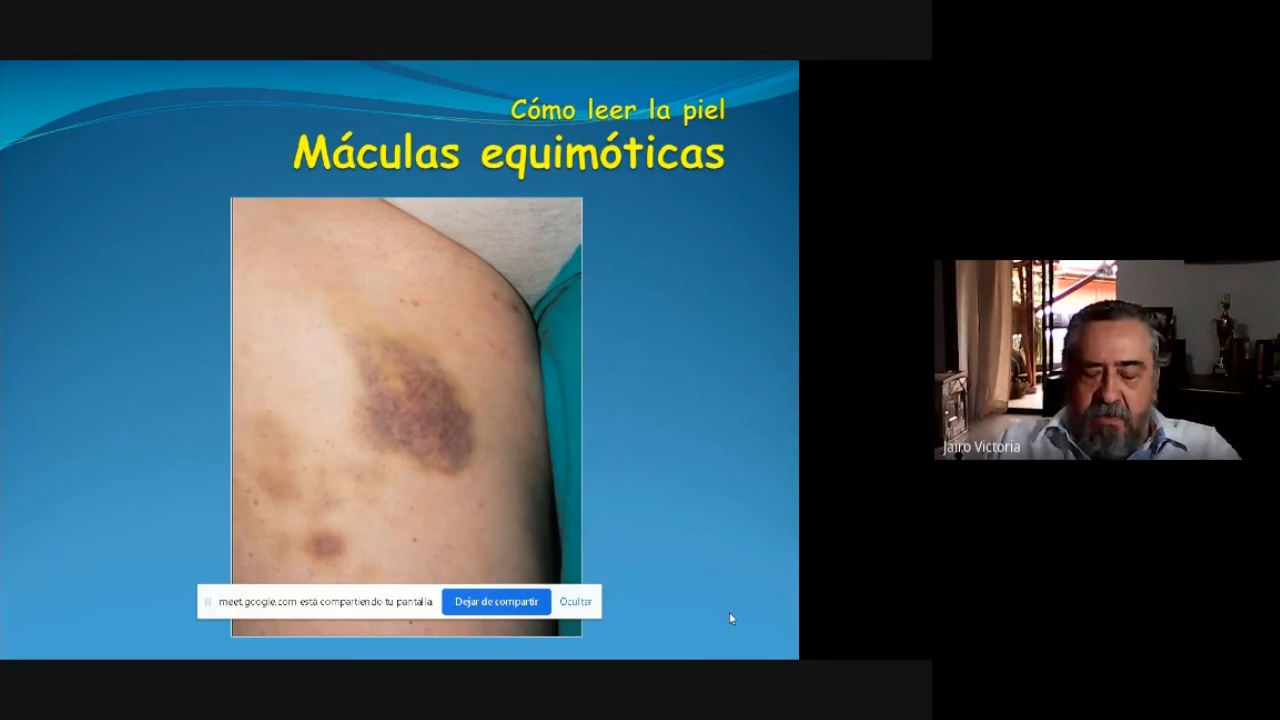 Cómo leer la piel
Máculas equimóticas
meet.google.com está compartiendo tu pantalla.
Dejar de compartir
Ocultar
Jairo Victoria